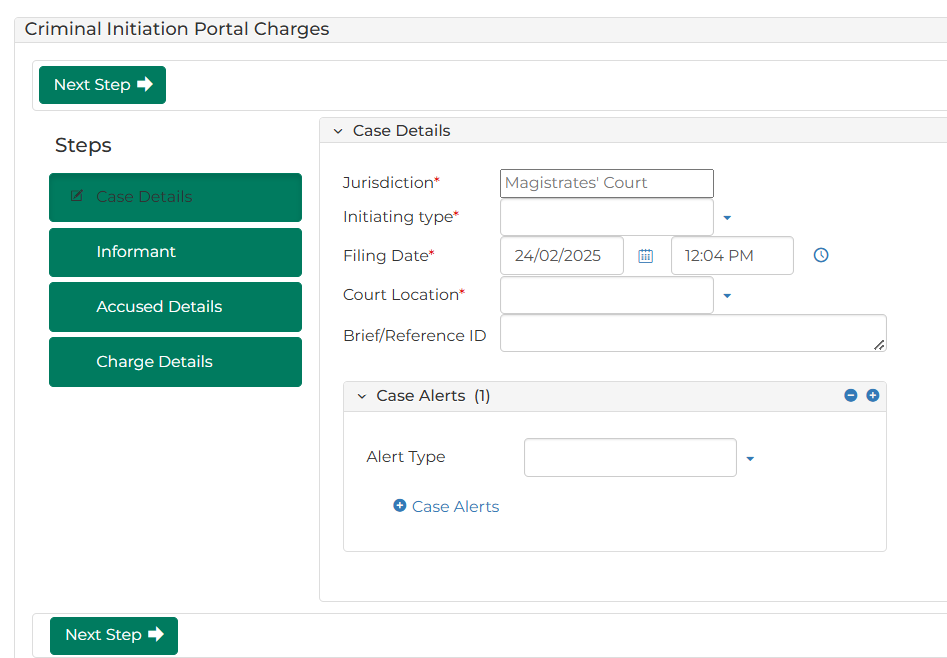 Criminal Initiation Portal Charges
Next Step
Steps
Case Details
Informant
Accused Details
Charge Details
Case Details
Jurisdiction* Magistrates' Court
Initiating type*
Filing Date* 24/02/2025 12:04 PM
Court Location*
Brief/Reference ID
Case Alerts (1)
Alert Type
Case Alerts
Next Step